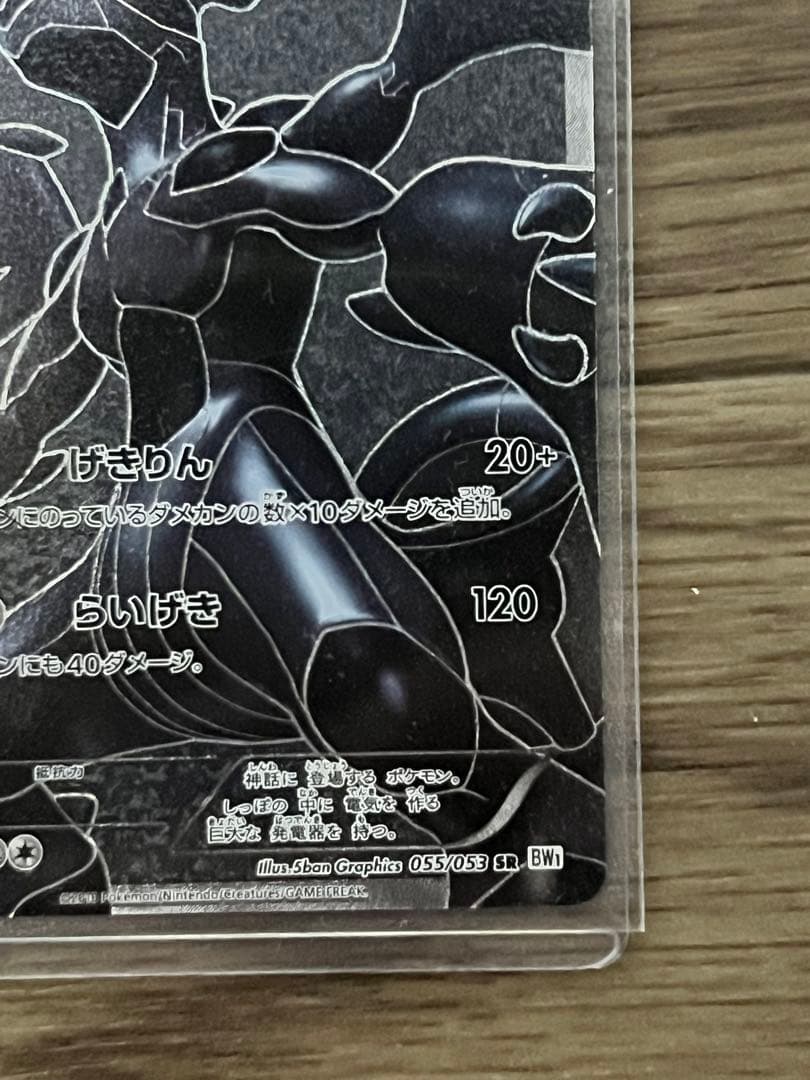 げきりん 20+
ンにのっているダメカンの数×10ダメージを追加。
らいげき 120
ンにも40ダメージ。
抵抗力
神話に 登場する ポケモン。
しっぽの 中に 電気を 作る
巨大な 発電器を 持つ。
Illus.5ban Graphics 055/053 SR BW1
©2011 Pokémon/Nintendo/Creatures/GAME FREAK.